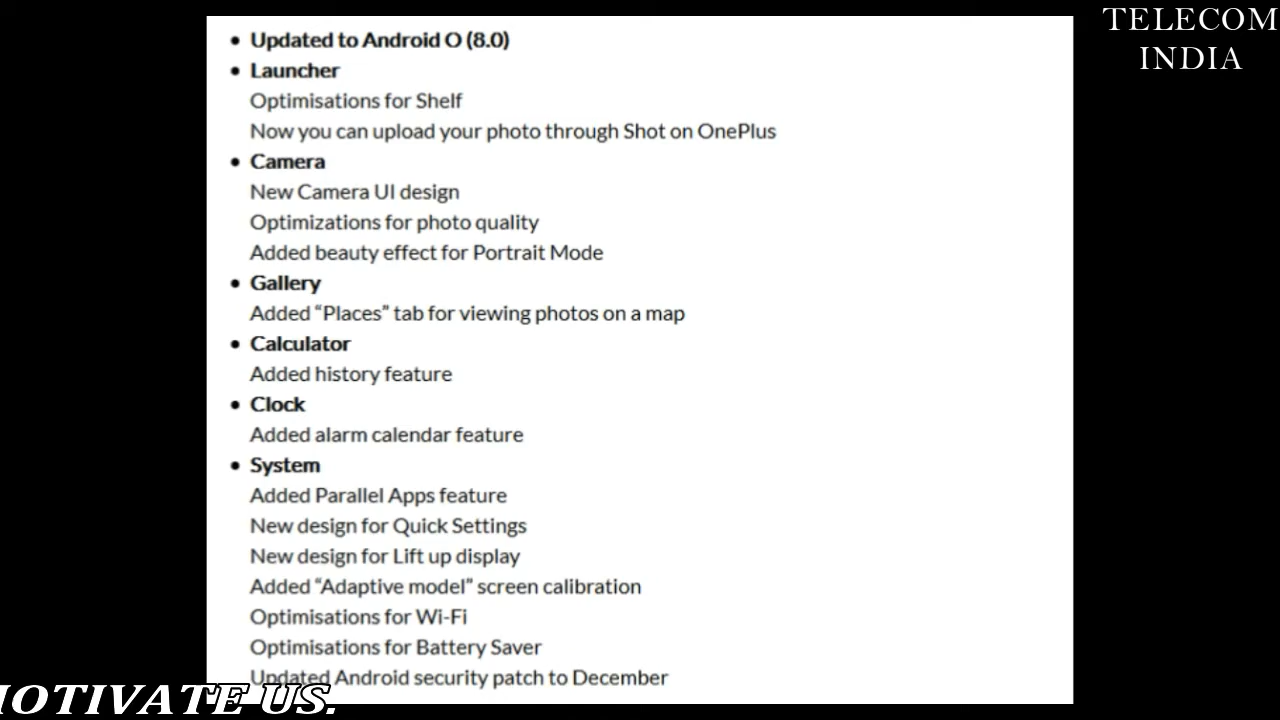 TELECOM
INDIA
• Updated to Android O (8.0)
• Launcher
Optimisations for Shelf
Now you can upload your photo through Shot on OnePlus
• Camera
New Camera UI design
Optimizations for photo quality
Added beauty effect for Portrait Mode
• Gallery
Added “Places” tab for viewing photos on a map
• Calculator
Added history feature
• Clock
Added alarm calendar feature
• System
Added Parallel Apps feature
New design for Quick Settings
New design for Lift up display
Added “Adaptive model” screen calibration
Optimisations for Wi-Fi
Optimisations for Battery Saver
Updated Android security patch to December
MOTIVATE US.